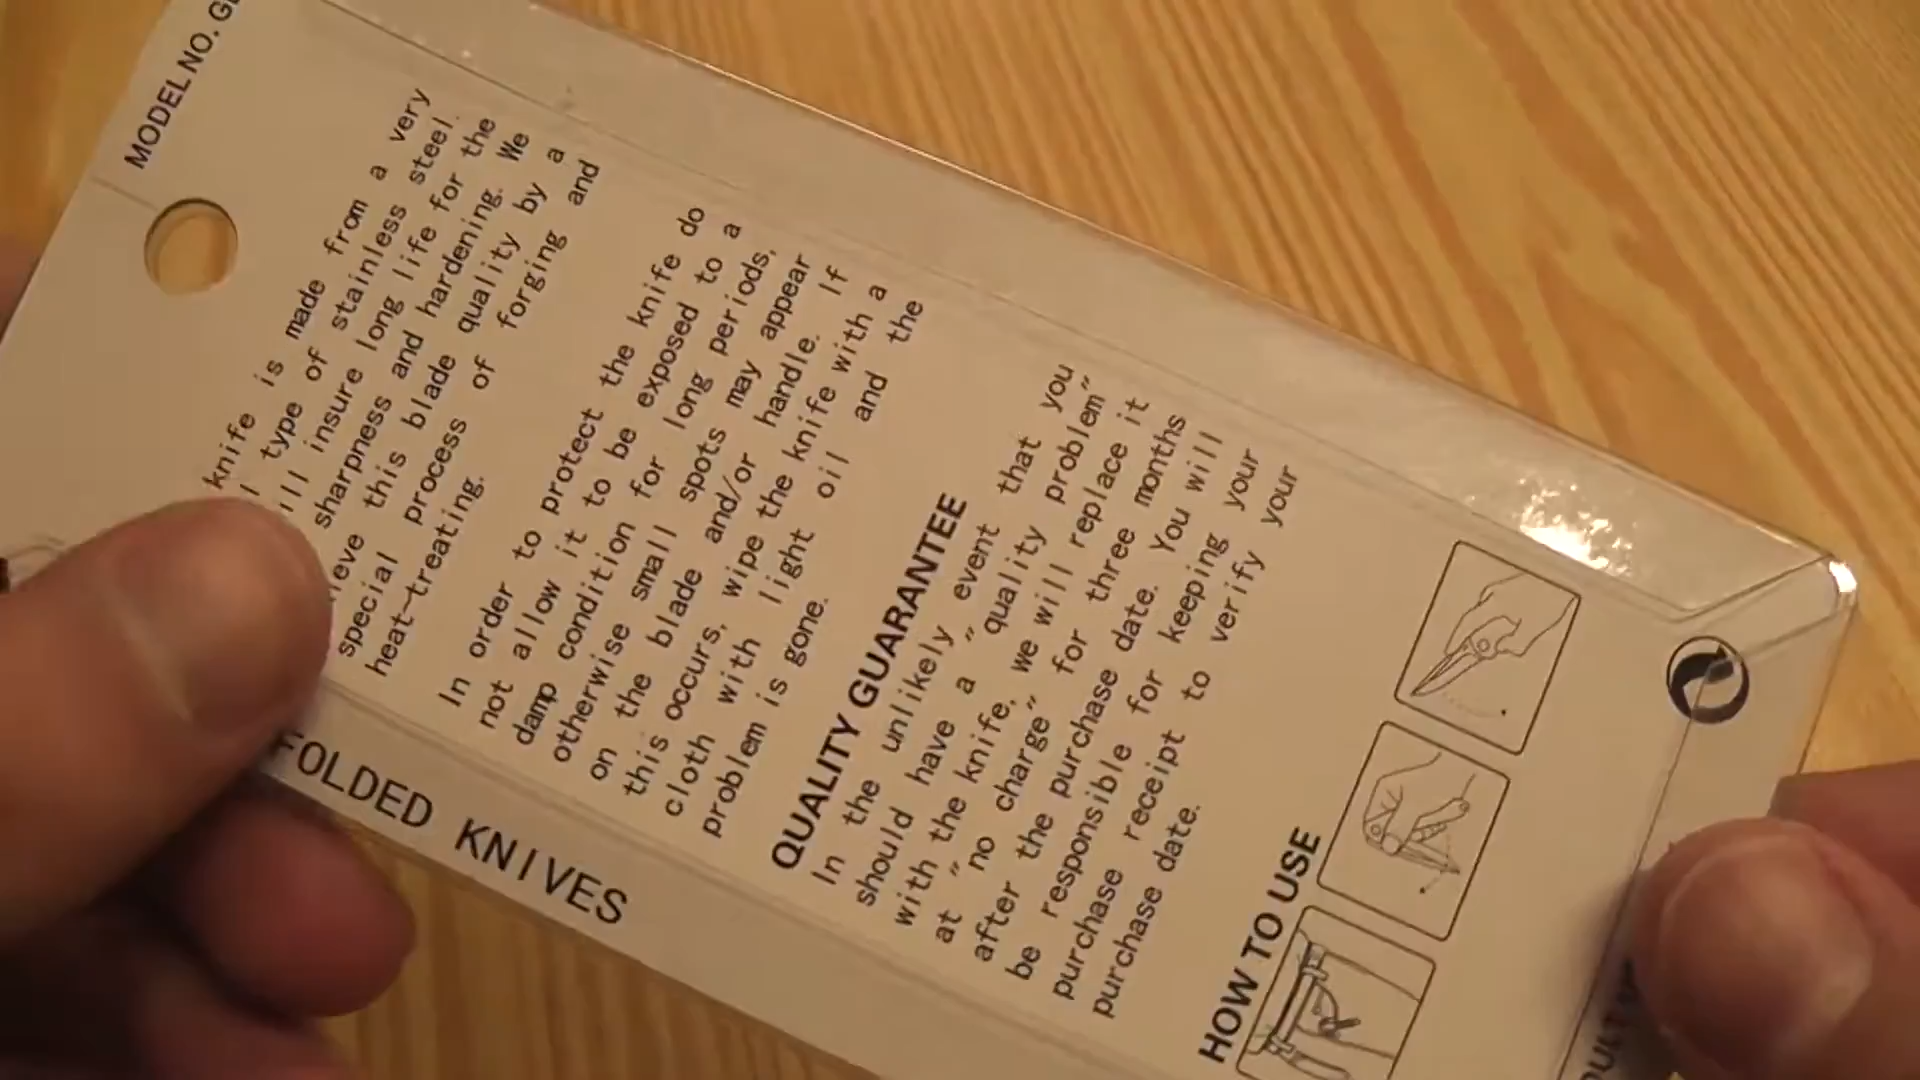 MODEL NO. G
knife is made from a very
type of stainless steel.
ill insure long life for the
sharpness and hardening. We
ieve this blade quality by a
special process of forging and
heat-treating.
In order to protect the knife do
not allow it to be exposed to a
damp condition for long periods,
otherwise small spots may appear
on the blade and/or handle. If
this occurs, wipe the knife with a
cloth with light oil and the
problem is gone.
QUALITY GUARANTEE
In the unlikely event that you
should have a " quality problem"
with the knife, we will replace it
at " no charge" for three months
after the purchase date. You will
be responsible for keeping your
purchase receipt to verify your
purchase date.
HOW TO USE
FOLDED KNIVES